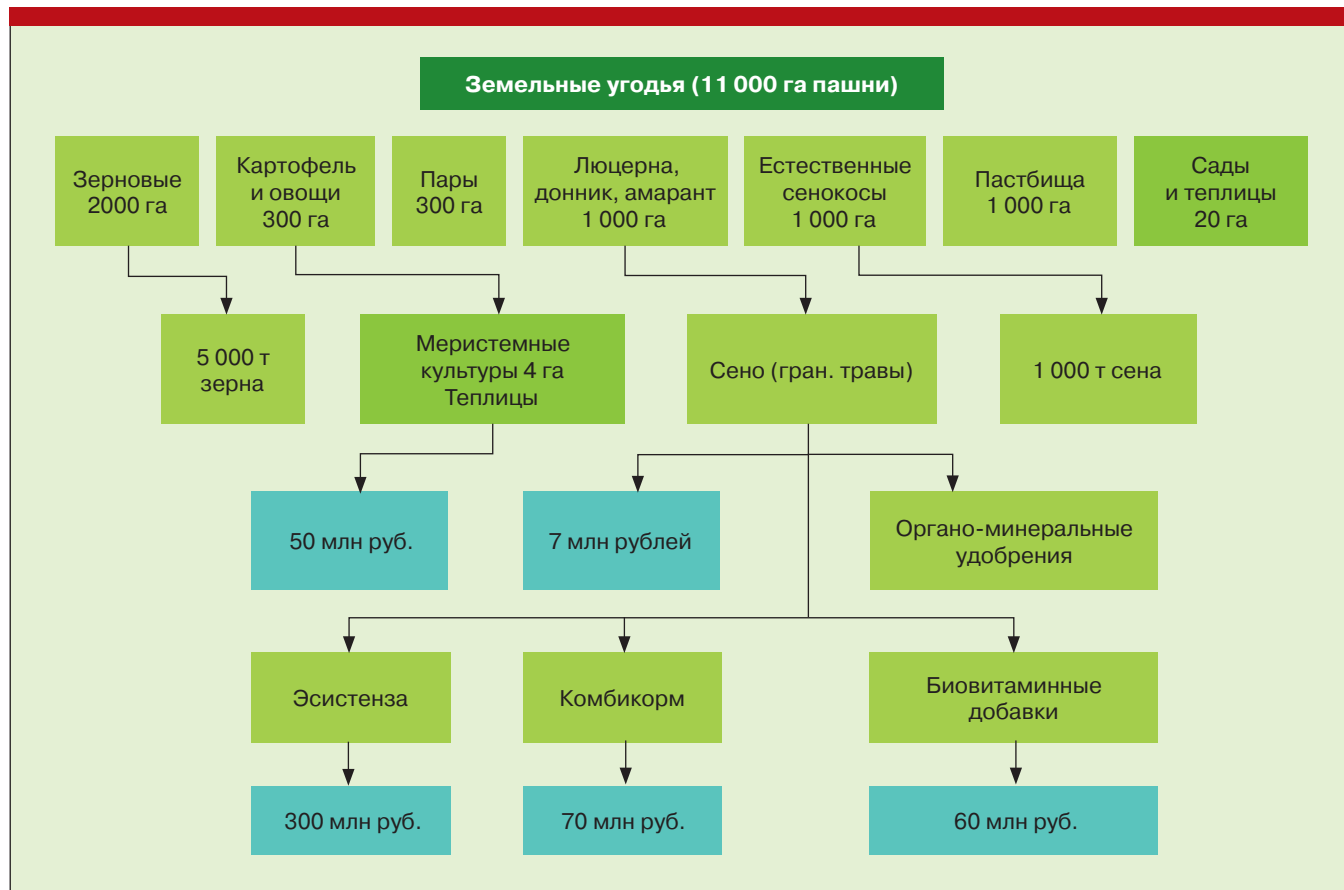 Земельные угодья (11 000 га пашни)
Зерновые
2000 га
Картофель
и овощи
300 га
Пары
300 га
Люцерна,
донник, амарант
1 000 га
Естественные
сенокосы
1 000 га
Пастбища
1 000 га
Сады
и теплицы
20 га
5 000 т
зерна
Меристемные
культуры 4 га
Теплицы
Сено (гран. травы)
1 000 т сена
50 млн руб.
7 млн рублей
Органо-минеральные
удобрения
Эсистенза
Комбикорм
Биовитаминные
добавки
300 млн руб.
70 млн руб.
60 млн руб.